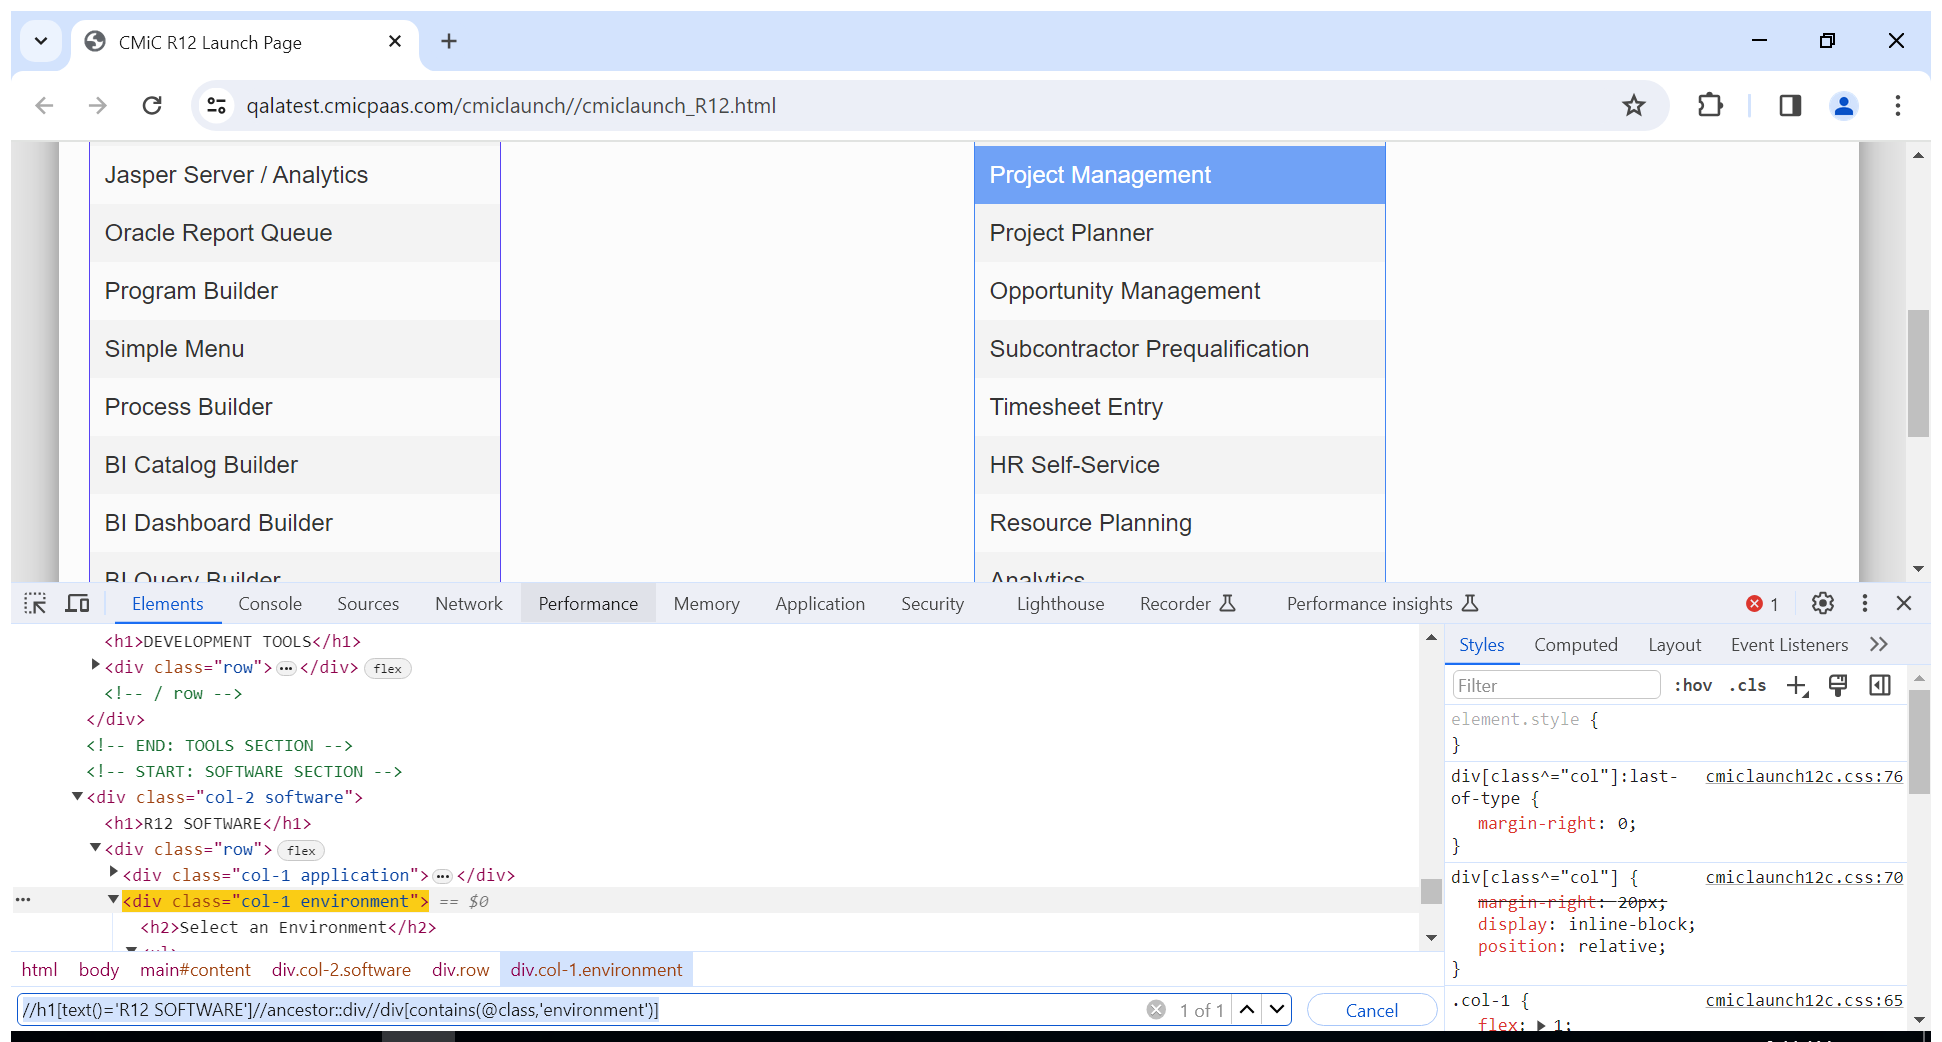 CMiC R12 Launch Page
qalatest.cmicpaas.com/cmiclaunch//cmiclaunch_R12.html
Jasper Server / Analytics
Oracle Report Queue
Program Builder
Simple Menu
Process Builder
BI Catalog Builder
BI Dashboard Builder
BI Query Builder
Project Management
Project Planner
Opportunity Management
Subcontractor Prequalification
Timesheet Entry
HR Self-Service
Resource Planning
Analytics
Elements Console Sources Network Performance Memory Application Security Lighthouse Recorder Performance insights 1
<h1>DEVELOPMENT TOOLS</h1>
<div class="row">…</div> flex
<!-- / row -->
</div>
<!-- END: TOOLS SECTION -->
<!-- START: SOFTWARE SECTION -->
<div class="col-2 software">
<h1>R12 SOFTWARE</h1>
<div class="row"> flex
<div class="col-1 application">…</div>
… <div class="col-1 environment"> == $0
<h2>Select an Environment</h2>
<ul>
html body main#content div.col-2.software div.row div.col-1.environment
//h1[text()='R12 SOFTWARE']//ancestor::div//div[contains(@class,'environment')] 1 of 1 Cancel
Styles Computed Layout Event Listeners
Filter :hov .cls
element.style {
}
div[class^="col"]:last- cmiclaunch12c.css:76
of-type {
margin-right: 0;
}
div[class^="col"] { cmiclaunch12c.css:70
margin-right: 20px;
display: inline-block;
position: relative;
}
.col-1 { cmiclaunch12c.css:65
flex: 1;